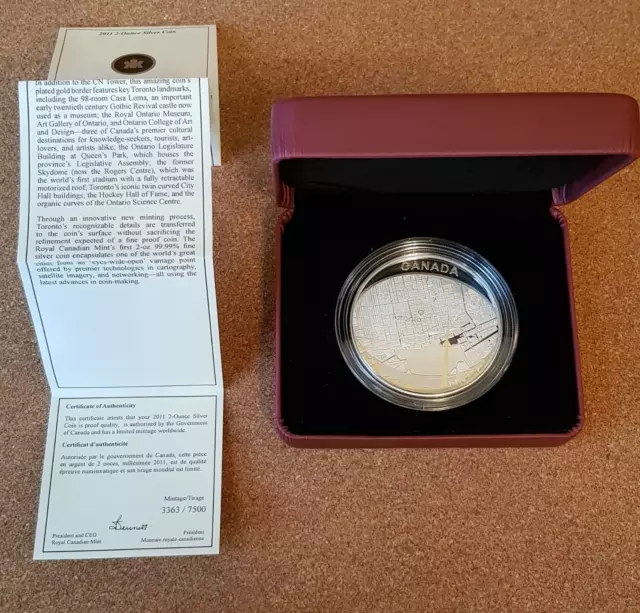 2011 2-Ounce Silver Coin
In addition to the CN Tower, this amazing coin's
plated gold border features key Toronto landmarks,
including the 98-room Casa Loma, an important
early twentieth century Gothic Revival castle now
used as a museum; the Royal Ontario Museum,
Art Gallery of Ontario, and Ontario College of Art
and Design—three of Canada's premier cultural
destinations for knowledge-seekers, tourists, art-
lovers, and artists alike; the Ontario Legislature
Building at Queen's Park, which houses the
province's Legislative Assembly; the former
Skydome (now the Rogers Centre), which was
the world's first stadium with a fully retractable
motorized roof; Toronto's iconic twin curved City
Hall buildings; the Hockey Hall of Fame; and the
organic curves of the Ontario Science Centre.
Through an innovative new minting process,
Toronto's recognizable details are transferred
to the coin's surface without sacrificing the
refinement expected of a fine proof coin. The
Royal Canadian Mint's first 2-oz. 99.99% fine
silver coin encapsulates one of the world's great
cities from an 'eyes-wide-open' vantage point
offered by premier technologies in cartography,
satellite imagery, and networking—all using the
latest advances in coin-making.
Certificate of Authenticity
This certificate attests that your 2011 2-Ounce Silver
Coin is proof quality, is authorized by the Government
of Canada and has a limited mintage worldwide.
Certificat d'authenticité
Autorisée par le gouvernement du Canada, cette pièce
en argent de 2 onces, millésimée 2011, est de qualité
épreuve numismatique et son tirage mondial est limité.
Mintage/Tirage
3363 / 7500
President and CEO
Royal Canadian Mint
Président
Monnaie royale canadienne
CANADA